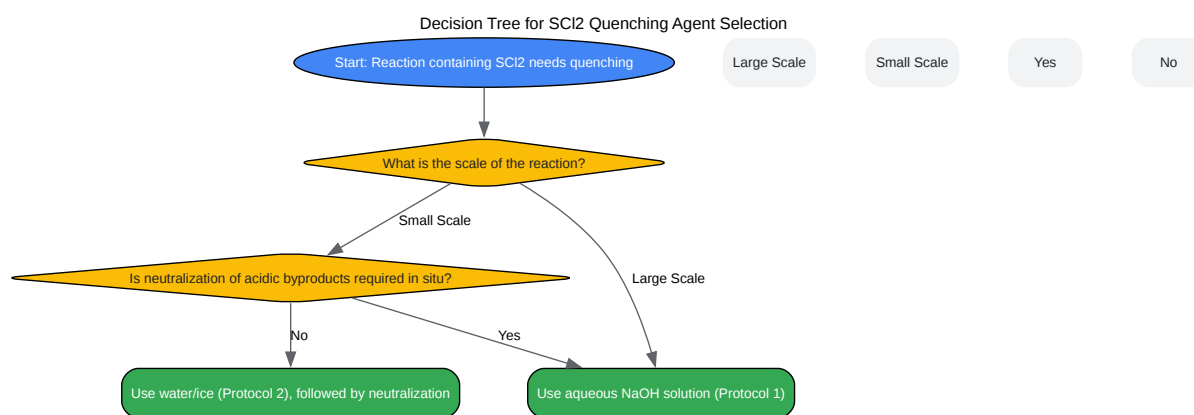 Decision Tree for SCl2 Quenching Agent Selection
Start: Reaction containing SCl2 needs quenching
Large Scale
Small Scale
Yes
No
What is the scale of the reaction?
Small Scale
Is neutralization of acidic byproducts required in situ?
Large Scale
No
Yes
Use water/ice (Protocol 2), followed by neutralization
Use aqueous NaOH solution (Protocol 1)